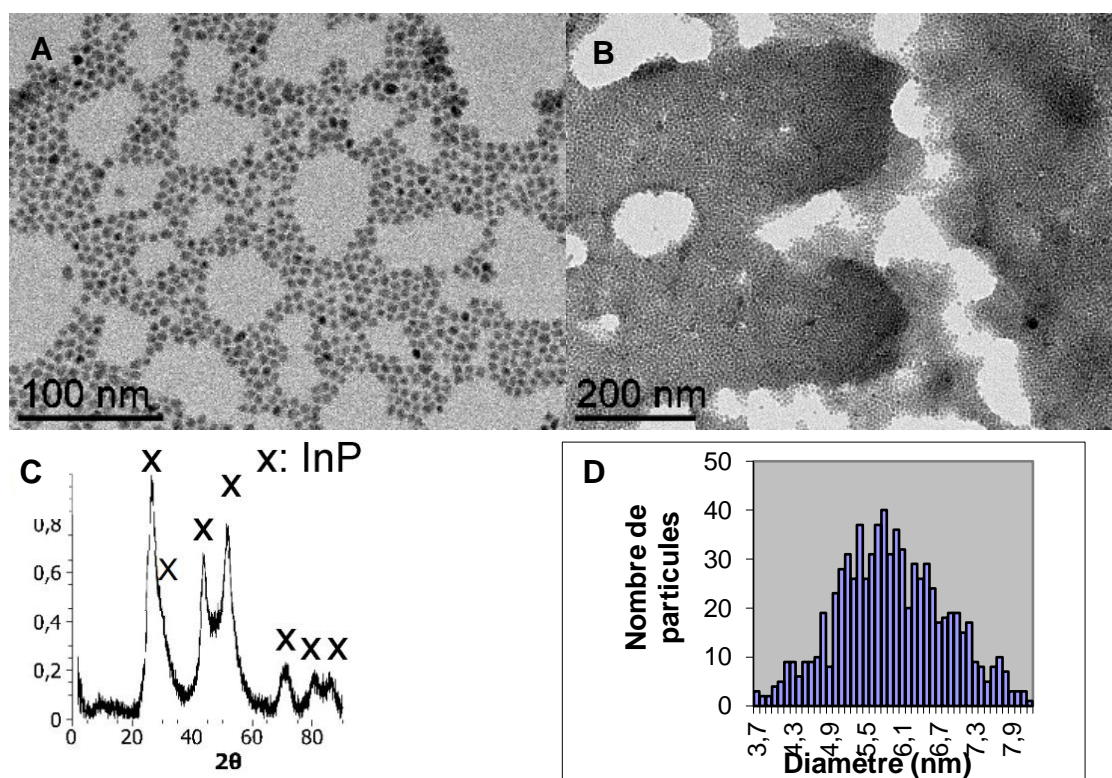 A
100 nm
B
200 nm
C
x: InP
x
x
x
x
x
x
x
0,8
0,6
0,4
0,2
0
0
20
40
60
80
2θ
D
Nombre de
particules
50
40
30
20
10
0
3,7
4,3
4,9
5,5
6,1
6,7
7,3
7,9
Diamètre (nm)